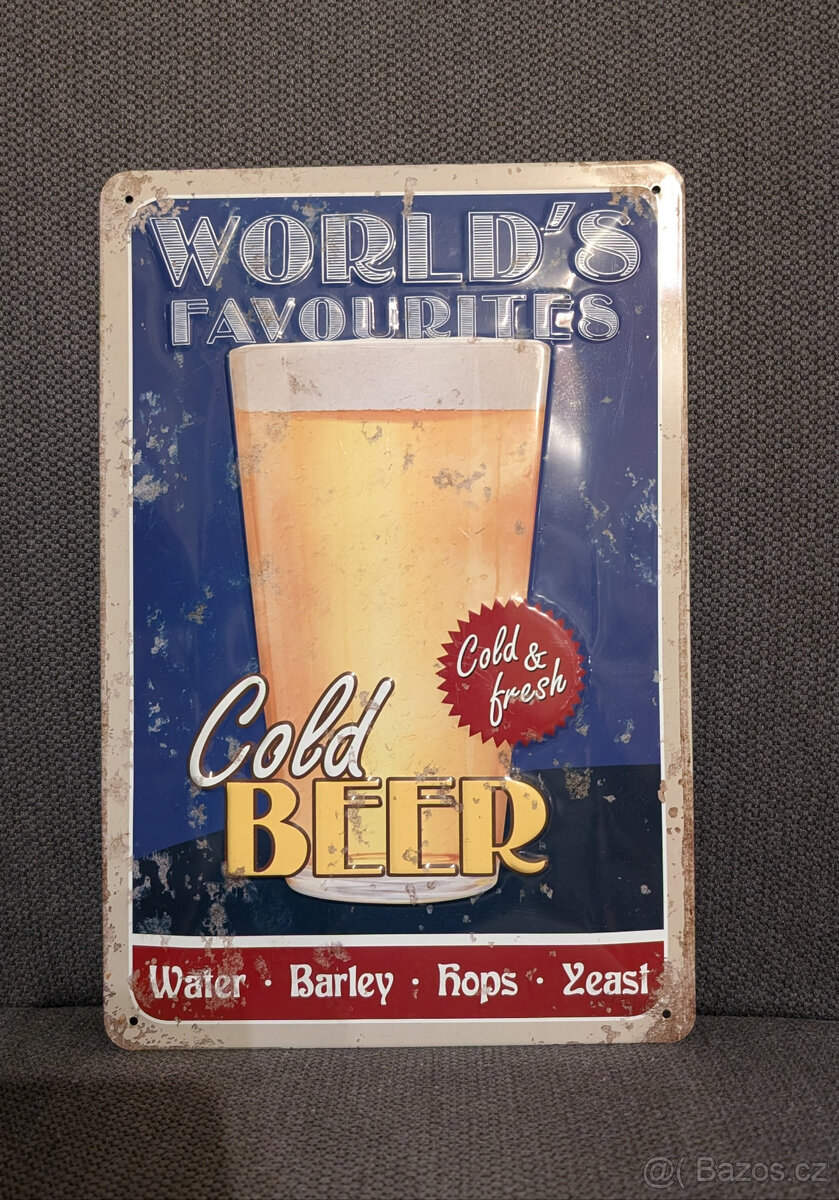 WORLD'S
FAVOURITES
Cold &
fresh
Cold
BEER
Water · Barley · Hops · Yeast
@( Bazos.cz